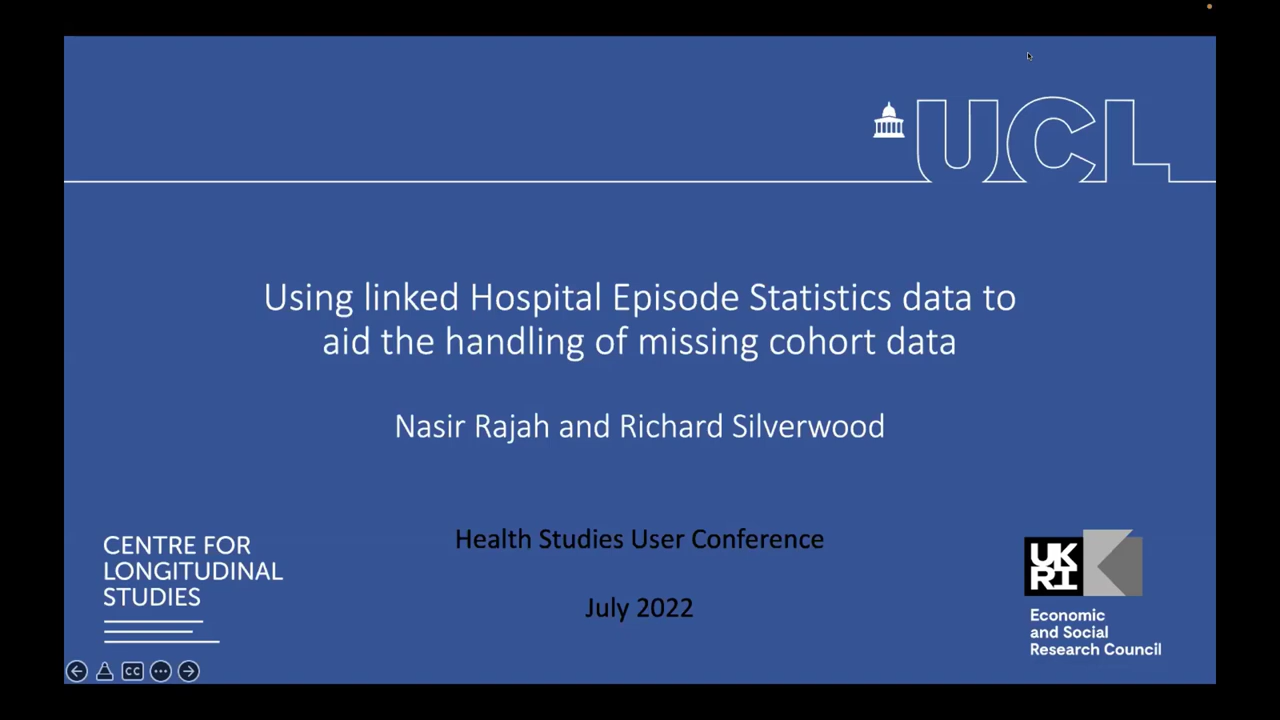 UCL
Using linked Hospital Episode Statistics data to
aid the handling of missing cohort data
Nasir Rajah and Richard Silverwood
Health Studies User Conference
July 2022
CENTRE FOR
LONGITUDINAL
STUDIES
UK
RI
Economic
and Social
Research Council
CC